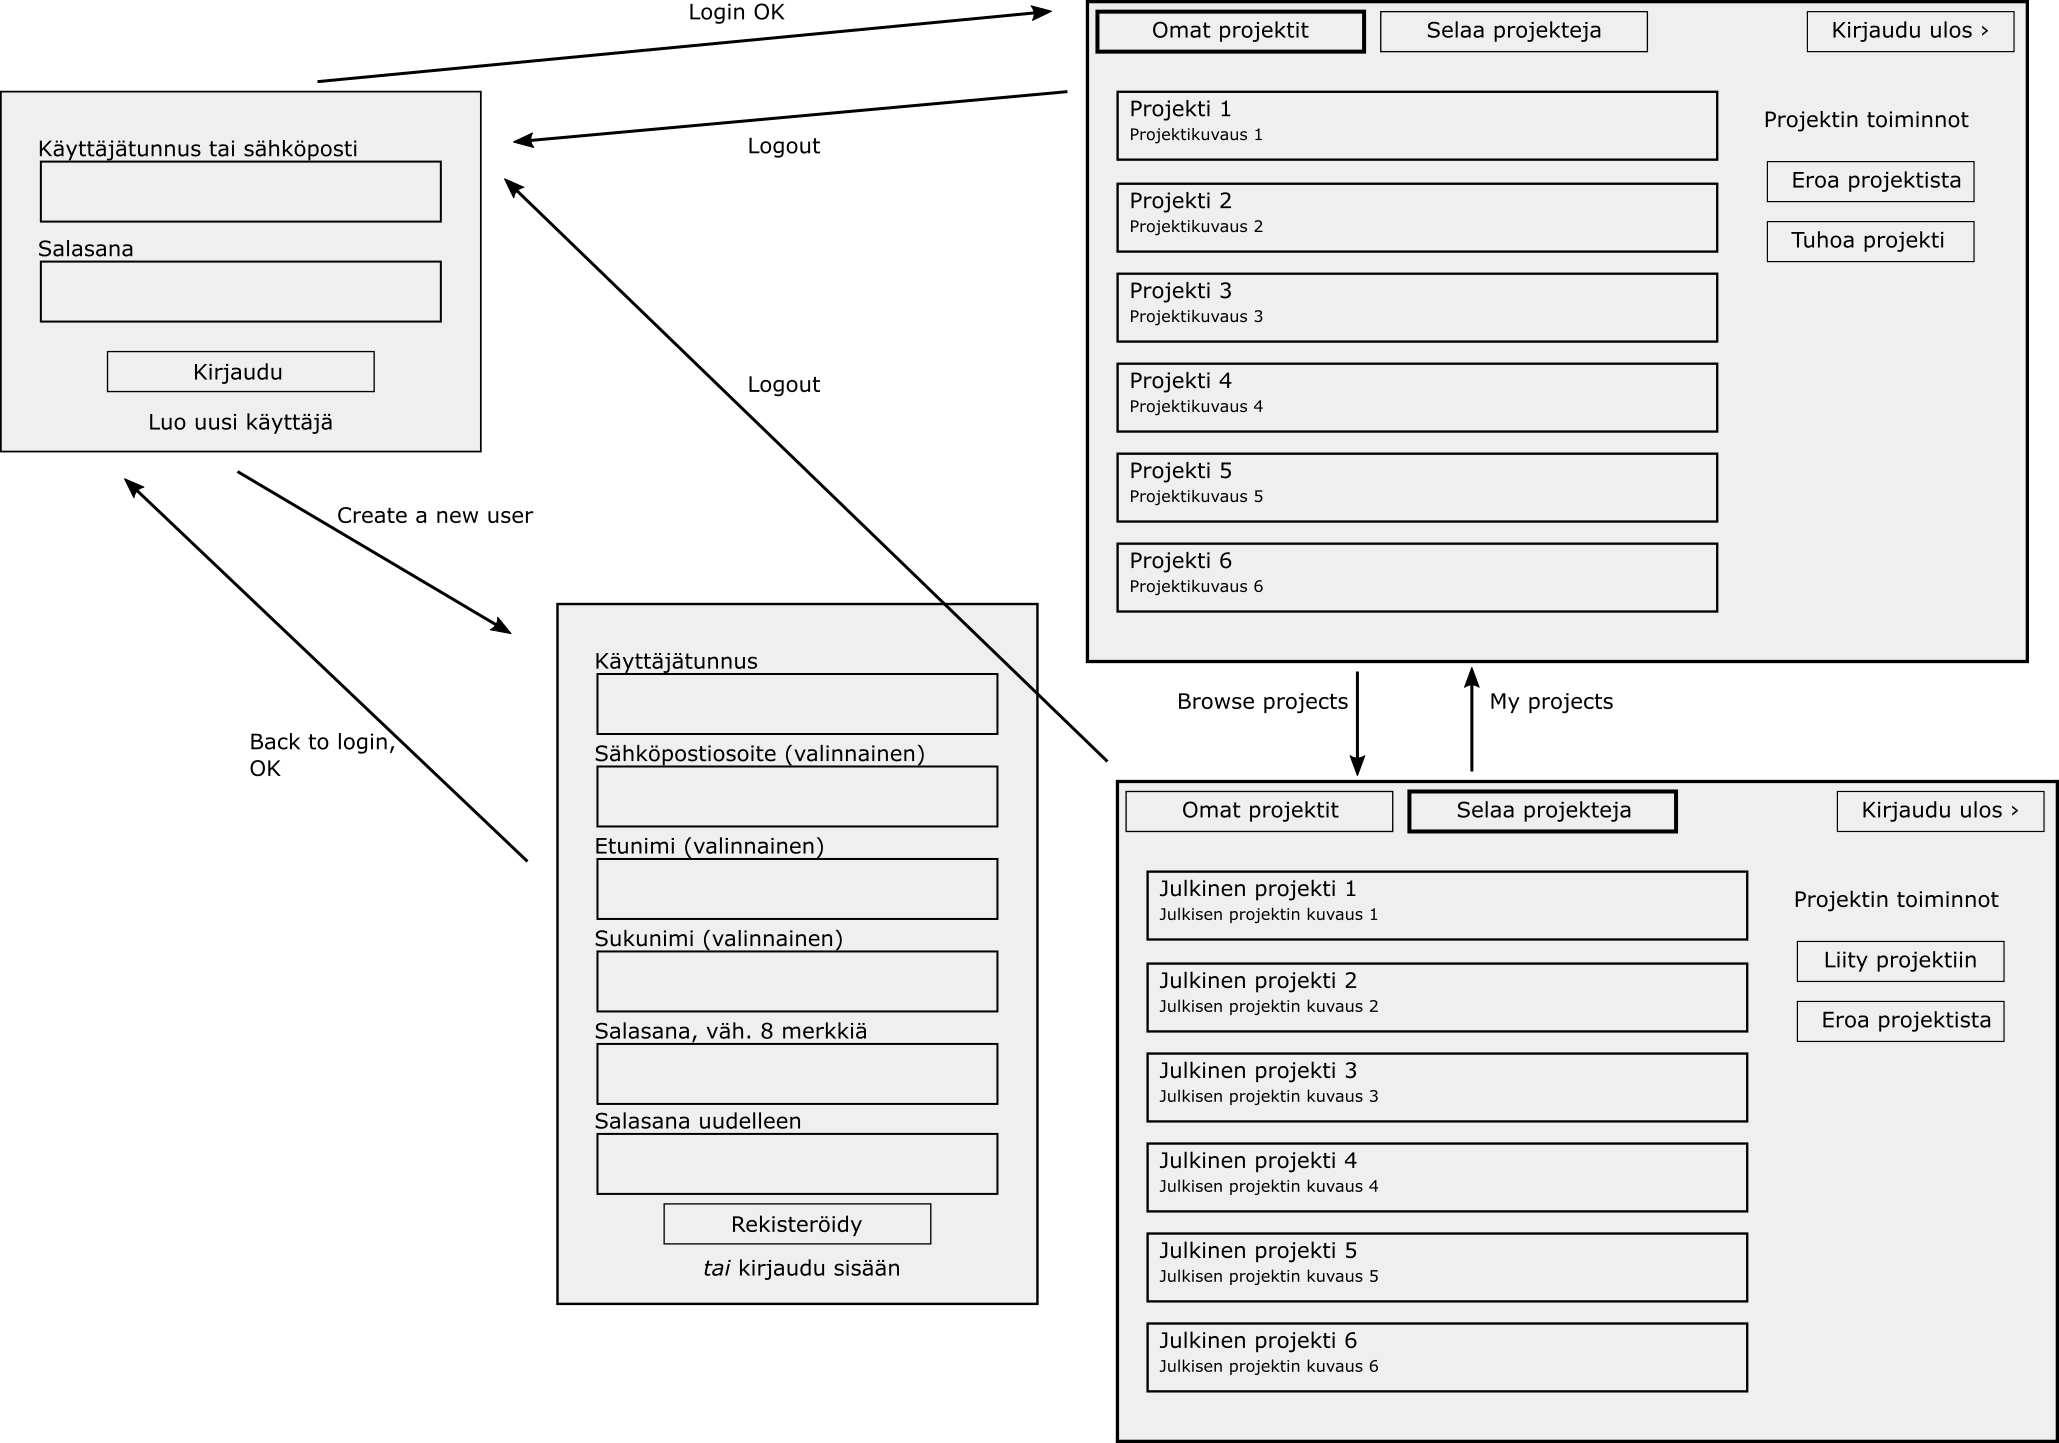 Login OK
Logout
Logout
Käyttäjätunnus tai sähköposti
Salasana
Kirjaudu
Luo uusi käyttäjä
Create a new user
Back to login,
OK
Käyttäjätunnus
Sähköpostiosoite (valinnainen)
Etunimi (valinnainen)
Sukunimi (valinnainen)
Salasana, väh. 8 merkkiä
Salasana uudelleen
Rekisteröidy
tai kirjaudu sisään
Omat projektit
Selaa projekteja
Kirjaudu ulos ›
Projekti 1
Projektikuvaus 1
Projekti 2
Projektikuvaus 2
Projekti 3
Projektikuvaus 3
Projekti 4
Projektikuvaus 4
Projekti 5
Projektikuvaus 5
Projekti 6
Projektikuvaus 6
Projektin toiminnot
Eroa projektista
Tuhoa projekti
Browse projects
My projects
Omat projektit
Selaa projekteja
Kirjaudu ulos ›
Julkinen projekti 1
Julkisen projektin kuvaus 1
Julkinen projekti 2
Julkisen projektin kuvaus 2
Julkinen projekti 3
Julkisen projektin kuvaus 3
Julkinen projekti 4
Julkisen projektin kuvaus 4
Julkinen projekti 5
Julkisen projektin kuvaus 5
Julkinen projekti 6
Julkisen projektin kuvaus 6
Projektin toiminnot
Liity projektiin
Eroa projektista